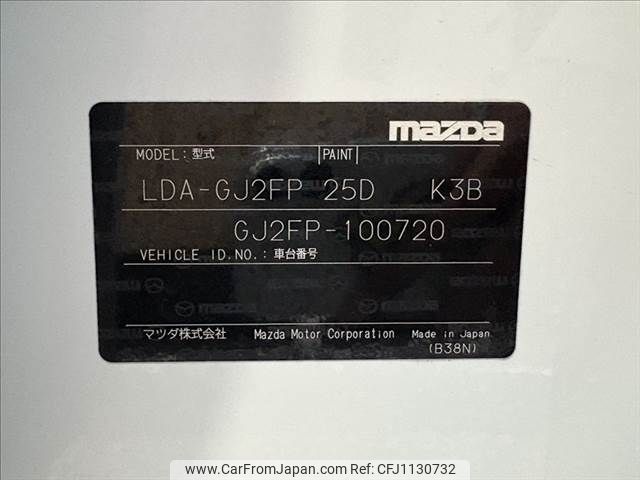 mazda
MODEL: 型式 PAINT
LDA-GJ2FP 25D K3B
GJ2FP-100720
VEHICLE ID.NO.: 車台番号
マツダ株式会社 Mazda Motor Corporation Made in Japan
(B38N)
www.CarFromJapan.com | CFJ1130732